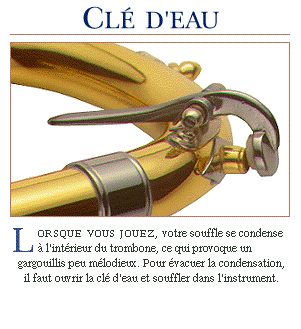 CLÉ D'EAU
LORSQUE VOUS JOUEZ, votre souffle se condense
à l'intérieur du trombone, ce qui provoque un
gargouillis peu mélodieux. Pour évacuer la condensation,
il faut ouvrir la clé d'eau et souffler dans l'instrument.